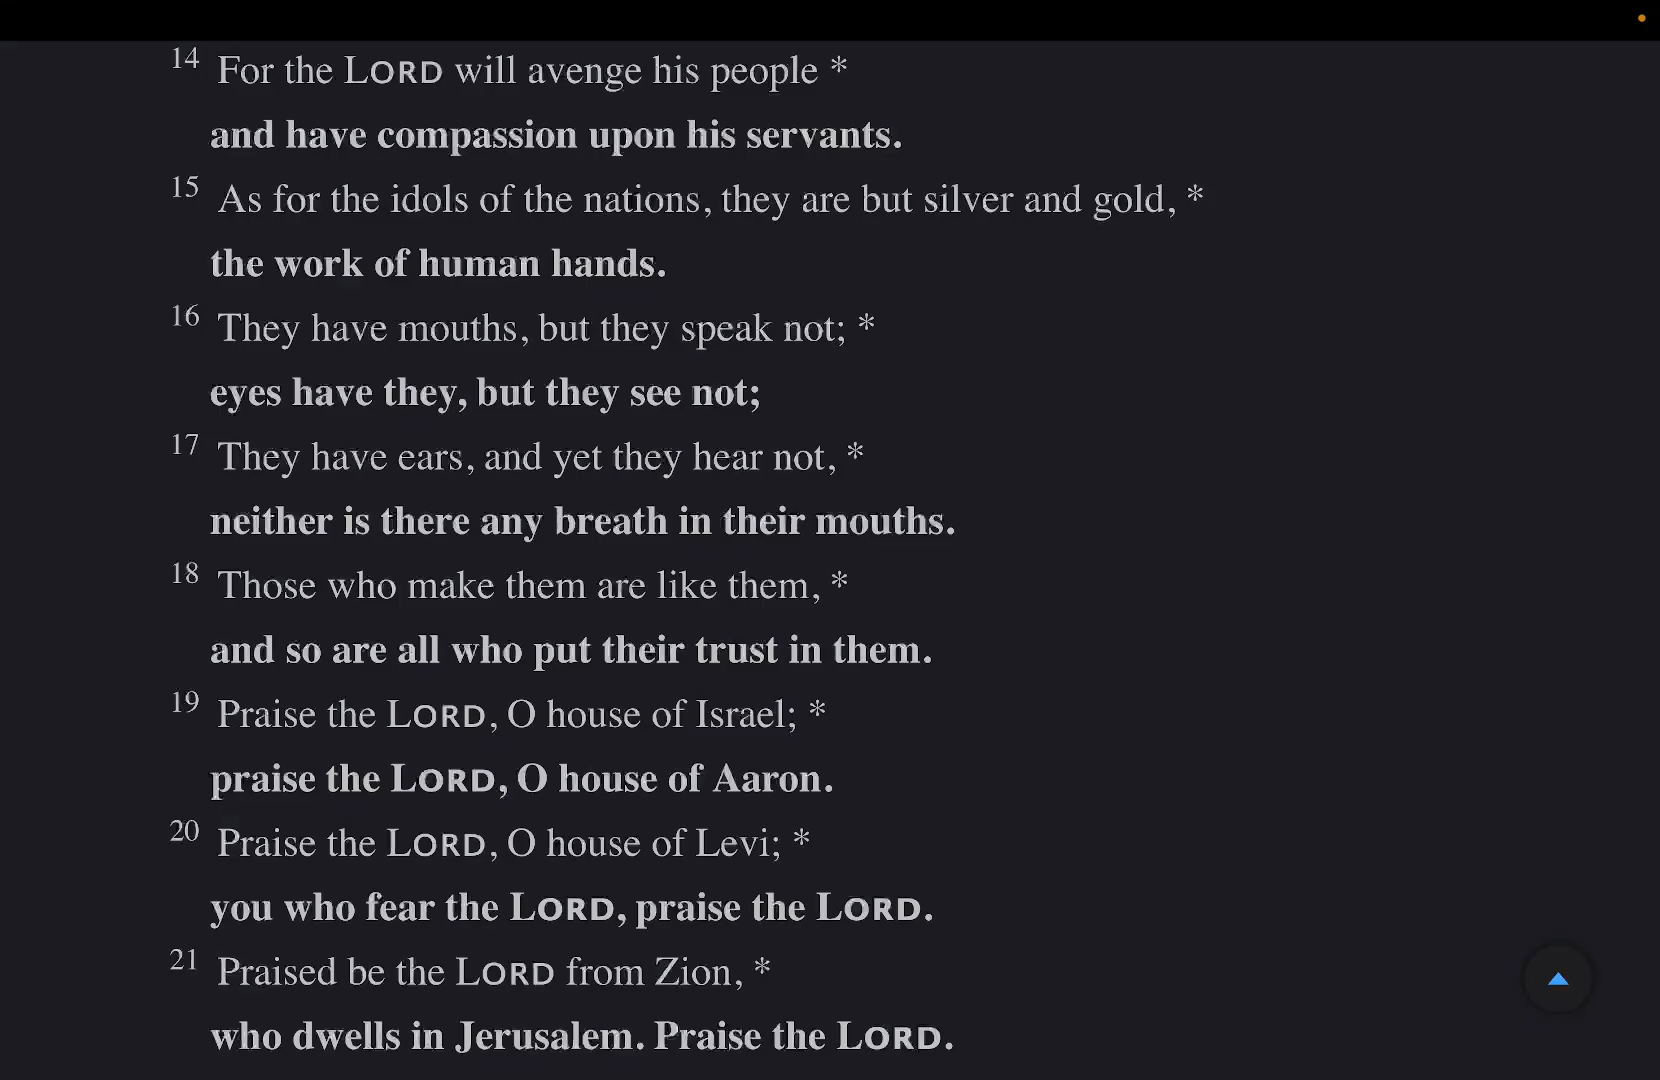 14 For the LORD will avenge his people *
and have compassion upon his servants.
15 As for the idols of the nations, they are but silver and gold, *
the work of human hands.
16 They have mouths, but they speak not; *
eyes have they, but they see not;
17 They have ears, and yet they hear not, *
neither is there any breath in their mouths.
18 Those who make them are like them, *
and so are all who put their trust in them.
19 Praise the LORD, O house of Israel; *
praise the LORD, O house of Aaron.
20 Praise the LORD, O house of Levi; *
you who fear the LORD, praise the LORD.
21 Praised be the LORD from Zion, *
who dwells in Jerusalem. Praise the LORD.